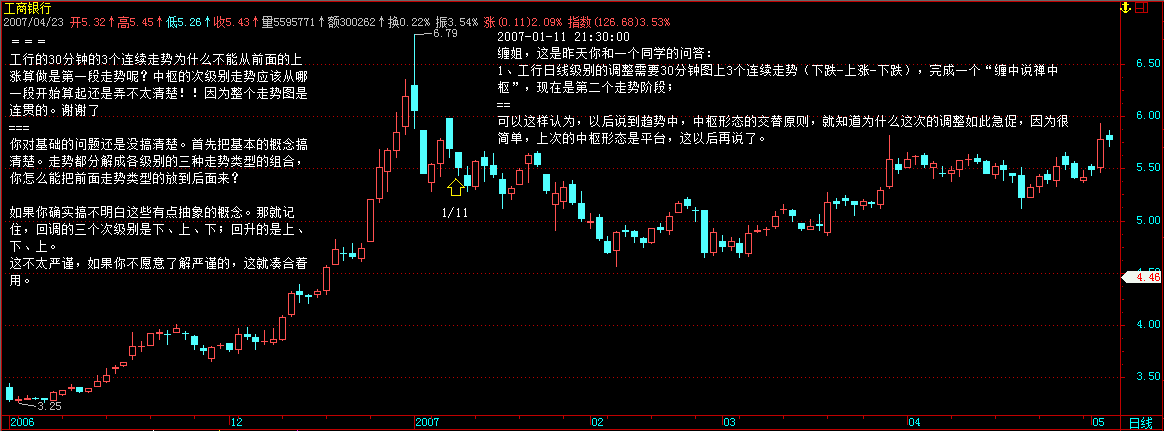 工商银行
2007/04/23 开5.32↑高5.45↑低5.26↑收5.43↑量5595771↑额300262↑换0.22% 振3.54% 涨(0.11)2.09% 指数(126.68)3.53%
===
工行的30分钟的3个连续走势为什么不能从前面的上
涨算做是第一段走势呢？中枢的次级别走势应该从哪
一段开始算起还是弄不太清楚！！因为整个走势图是
连贯的。谢谢了
===
你对基础的问题还是没搞清楚。首先把基本的概念搞
清楚。走势都分解成各级别的三种走势类型的组合，
你怎么能把前面走势类型的放到后面来？
如果你确实搞不明白这些有点抽象的概念。那就记
住，回调的三个次级别是下、上、下；回升的是上、
下、上。
这不太严谨，如果你不愿意了解严谨的，这就凑合着
用。
2007-01-11 21:30:00
缠姐，这是昨天你和一个同学的问答：
1、工行日线级别的调整需要30分钟图上3个连续走势（下跌-上涨-下跌），完成一个“缠中说禅中
枢”，现在是第二个走势阶段；
==
可以这样认为，以后说到趋势中，中枢形态的交替原则，就知道为什么这次的调整如此急促，因为很
简单，上次的中枢形态是平台，这以后再说了。
6.79
1/11
3.25
6.50
6.00
5.50
5.00
4.46
4.00
3.50
2006
12
2007
02
03
04
05
日线